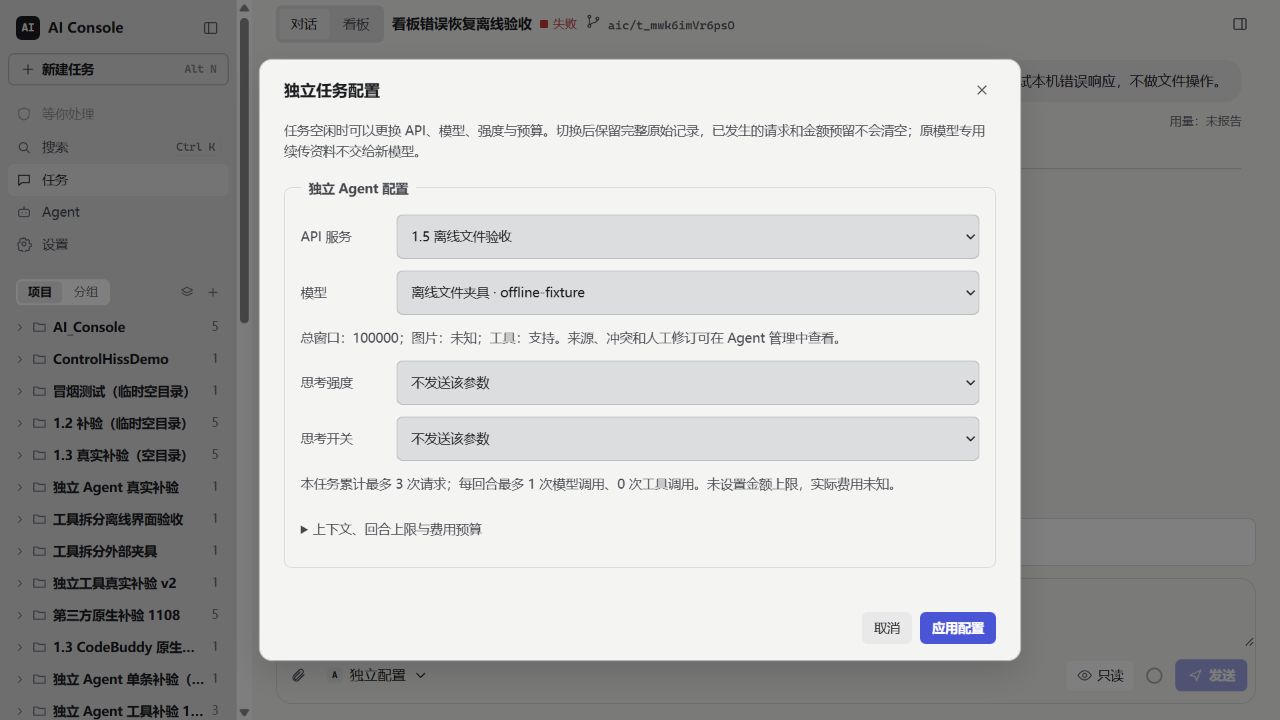 AI AI Console
新建任务 Alt N
等你处理
搜索 Ctrl K
任务
Agent
设置
项目 分组
AI_Console 5
ControlHissDemo 1
冒烟测试（临时空目录） 1
1.2 补验（临时空目录） 5
1.3 真实补验（空目录） 5
独立 Agent 真实补验 1
工具拆分离线界面验收 1
工具拆分外部夹具 1
独立工具真实补验 v2 1
第三方原生补验 1108 5
1.3 CodeBuddy 原生... 1
独立 Agent 单条补验（... 1
独立 Agent 工具补验 1... 3
对话 看板 看板错误恢复离线验收 失败 aic/t_mwk6imVr6psO
试本机错误响应，不做文件操作。
用量：未报告
独立任务配置
任务空闲时可以更换 API、模型、强度与预算。切换后保留完整原始记录，已发生的请求和金额预留不会清空；原模型专用
续传资料不交给新模型。
独立 Agent 配置
API 服务 1.5 离线文件验收
模型 离线文件夹具 · offline-fixture
总窗口：100000；图片：未知；工具：支持。来源、冲突和人工修订可在 Agent 管理中查看。
思考强度 不发送该参数
思考开关 不发送该参数
本任务累计最多 3 次请求；每回合最多 1 次模型调用、0 次工具调用。未设置金额上限，实际费用未知。
上下文、回合上限与费用预算
取消 应用配置
A 独立配置 只读 发送